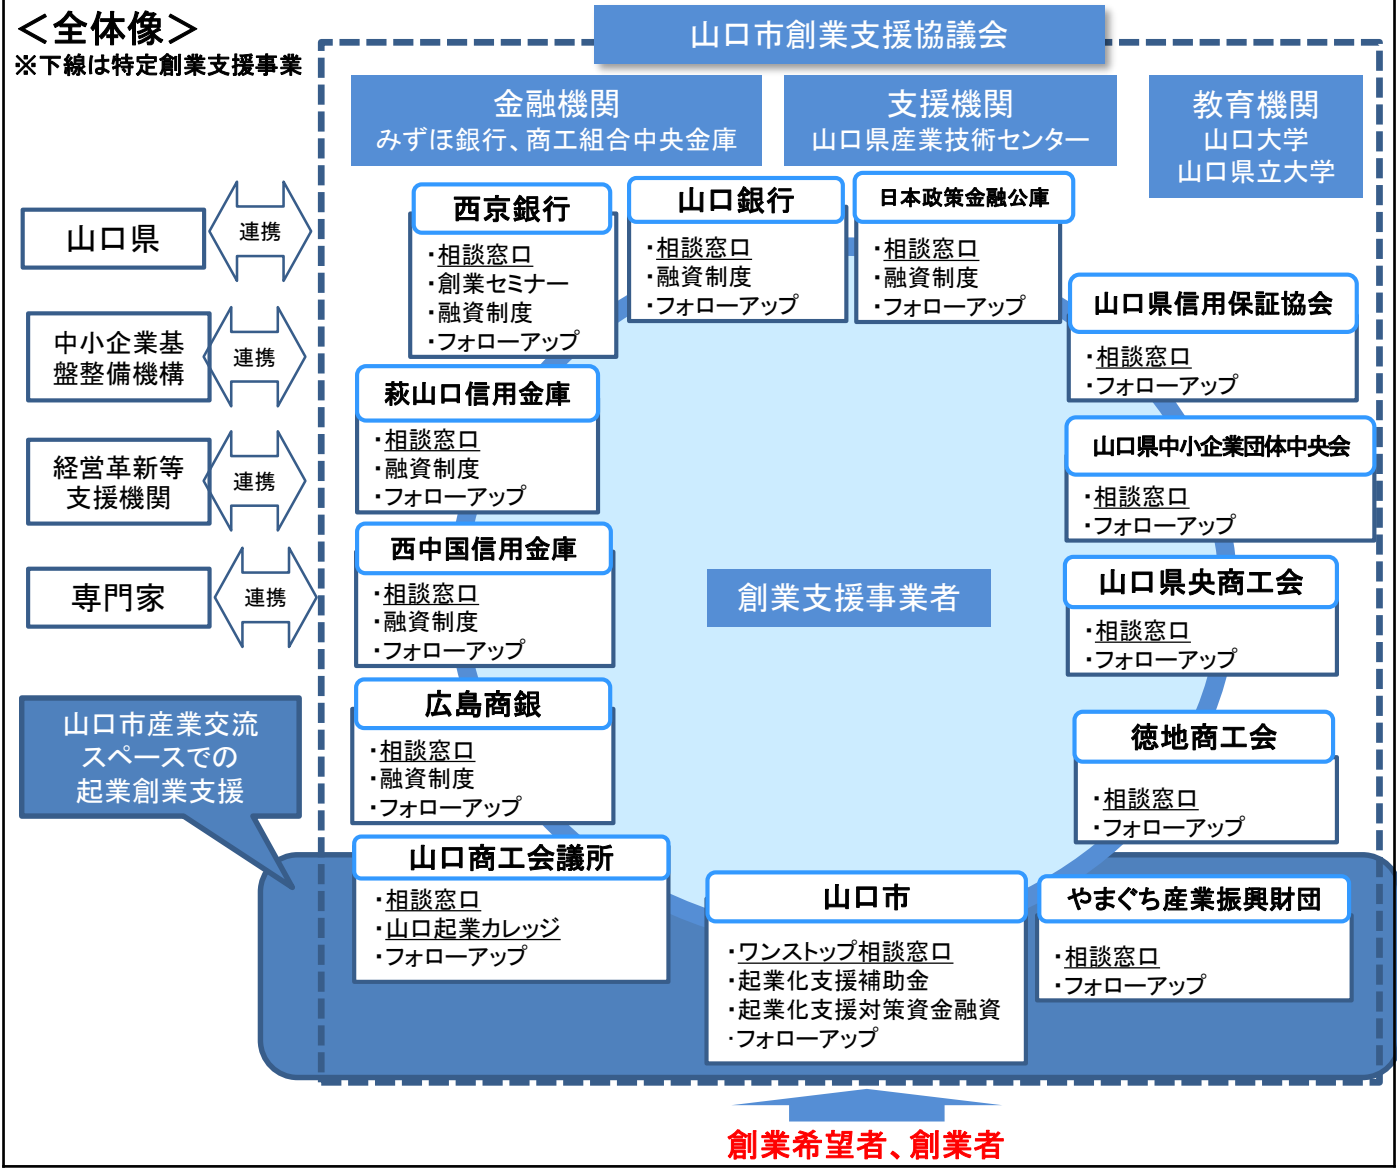 ＜全体像＞
※下線は特定創業支援事業
山口市創業支援協議会
金融機関
みずほ銀行、商工組合中央金庫
支援機関
山口県産業技術センター
教育機関
山口大学
山口県立大学
山口県
連携
中小企業基
盤整備機構
連携
経営革新等
支援機関
連携
専門家
連携
山口市産業交流
スペースでの
起業創業支援
西京銀行
・相談窓口
・創業セミナー
・融資制度
・フォローアップ
山口銀行
・相談窓口
・融資制度
・フォローアップ
日本政策金融公庫
・相談窓口
・融資制度
・フォローアップ
山口県信用保証協会
・相談窓口
・フォローアップ
萩山口信用金庫
・相談窓口
・融資制度
・フォローアップ
山口県中小企業団体中央会
・相談窓口
・フォローアップ
西中国信用金庫
・相談窓口
・融資制度
・フォローアップ
創業支援事業者
山口県央商工会
・相談窓口
・フォローアップ
広島商銀
・相談窓口
・融資制度
・フォローアップ
徳地商工会
・相談窓口
・フォローアップ
山口商工会議所
・相談窓口
・山口起業カレッジ
・フォローアップ
山口市
・ワンストップ相談窓口
・起業化支援補助金
・起業化支援対策資金融資
・フォローアップ
やまぐち産業振興財団
・相談窓口
・フォローアップ
創業希望者、創業者